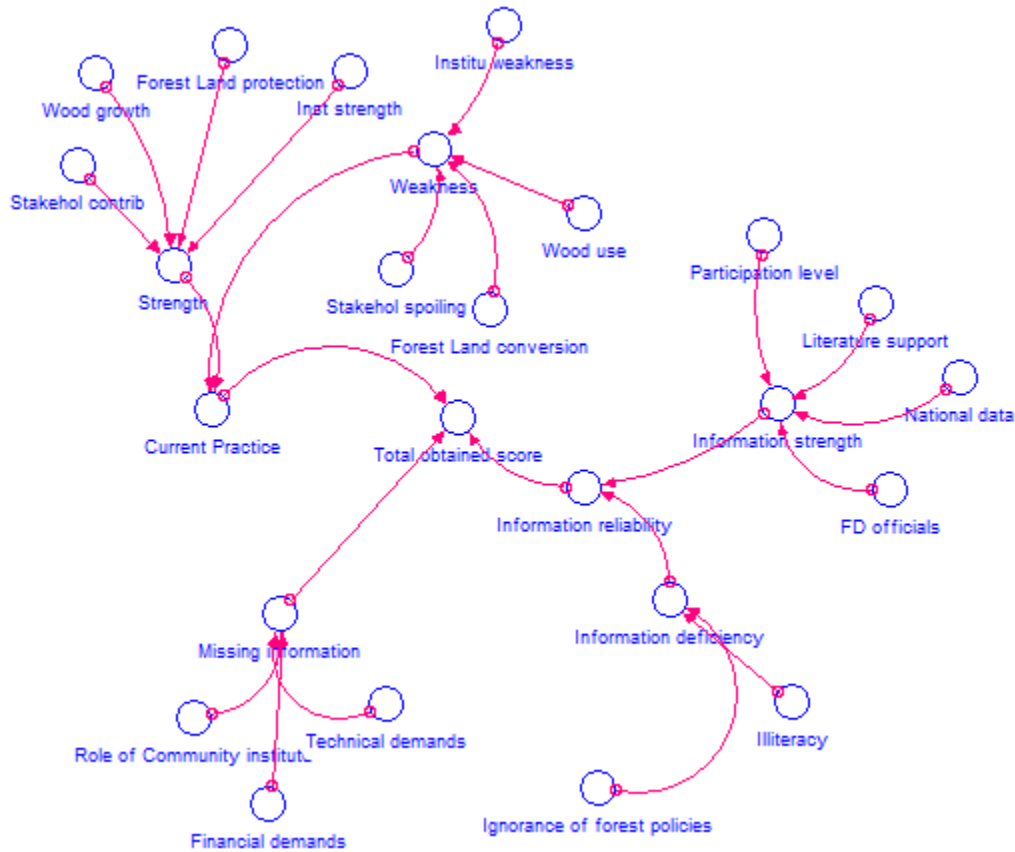 Institu weakness
Forest Land protection
Wood growth
Inst strength
Weakness
Stakehol contrib
Wood use
Participation level
Strength
Stakehol spoiling
Literature support
Forest Land conversion
National data
Current Practice
Information strength
Total obtained score
Information reliability
FD officials
Information deficiency
Missing information
Technical demands
Illiteracy
Role of Community institute
Ignorance of forest policies
Financial demands